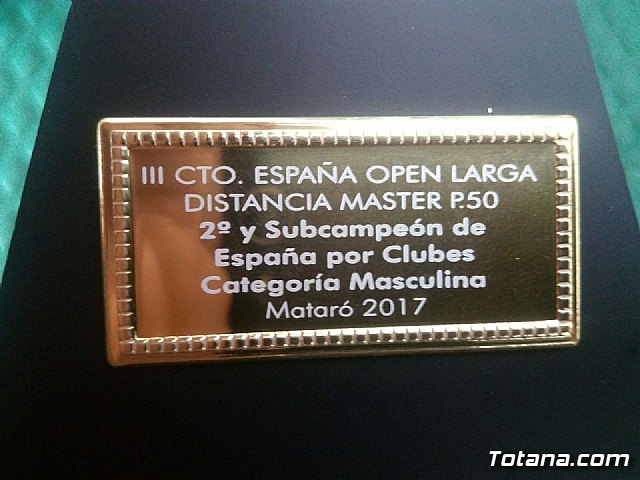 III CTO. ESPAÑA OPEN LARGA
DISTANCIA MASTER P.50
2º y Subcampeón de
España por Clubes
Categoría Masculina
Mataró 2017
Totana.com